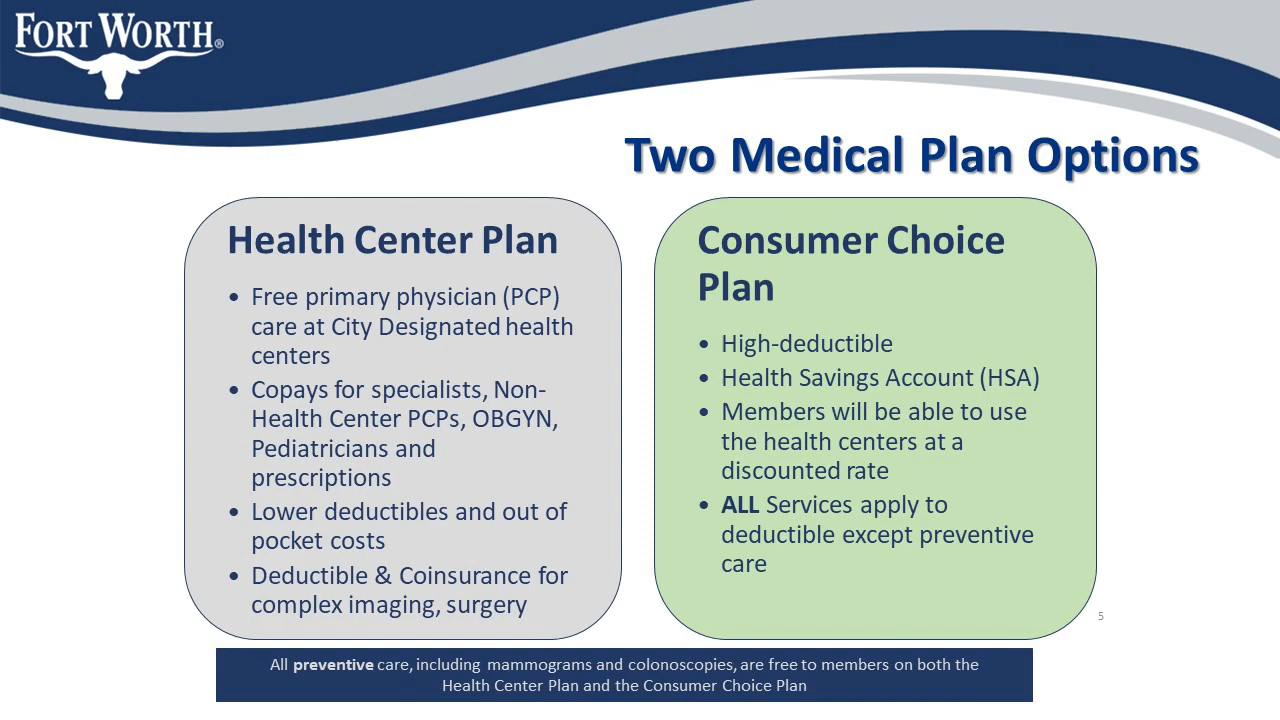 FORT WORTH®
Two Medical Plan Options
Health Center Plan
• Free primary physician (PCP)
care at City Designated health
centers
• Copays for specialists, Non-
Health Center PCPs, OBGYN,
Pediatricians and
prescriptions
• Lower deductibles and out of
pocket costs
• Deductible & Coinsurance for
complex imaging, surgery
Consumer Choice
Plan
• High-deductible
• Health Savings Account (HSA)
• Members will be able to use
the health centers at a
discounted rate
• ALL Services apply to
deductible except preventive
care
5
All preventive care, including mammograms and colonoscopies, are free to members on both the
Health Center Plan and the Consumer Choice Plan